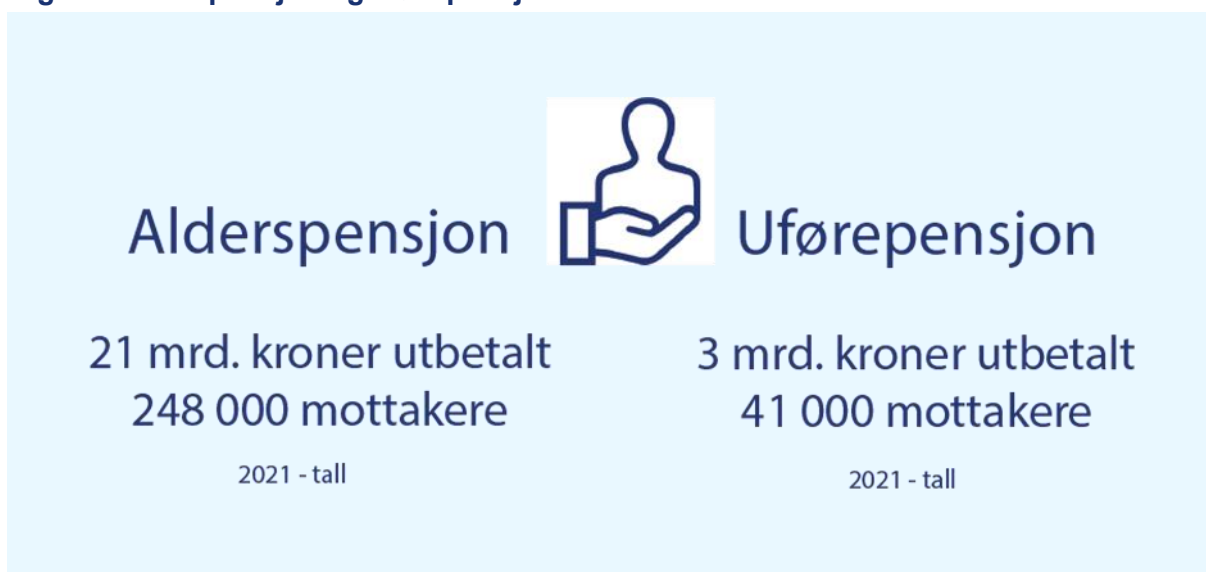 Alderspensjon
21 mrd. kroner utbetalt
248 000 mottakere
2021 - tall
Uførepensjon
3 mrd. kroner utbetalt
41 000 mottakere
2021 - tall